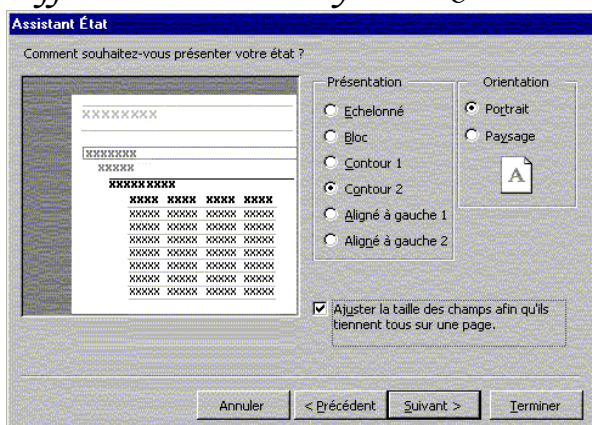 Assistant État
Comment souhaitez-vous présenter votre état ?
XXXXXXXX
XXXXXXX
XXXXX
XXXXXXXXX
XXXX XXXX XXXX XXXX
XXXXX XXXXX XXXXX XXXXX
XXXXX XXXXX XXXXX XXXXX
XXXXX XXXXX XXXXX XXXXX
XXXXX XXXXX XXXXX XXXXX
XXXXX XXXXX XXXXX XXXXX
XXXXX XXXXX XXXXX XXXXX
XXXXX XXXXX XXXXX XXXXX
Présentation
Echelonné
Bloc
Contour 1
Contour 2
Aligné à gauche 1
Aligné à gauche 2
Orientation
Portrait
Paysage
A
Ajuster la taille des champs afin qu'ils
tiennent tous sur une page.
Annuler
< Précédent
Suivant >
Terminer